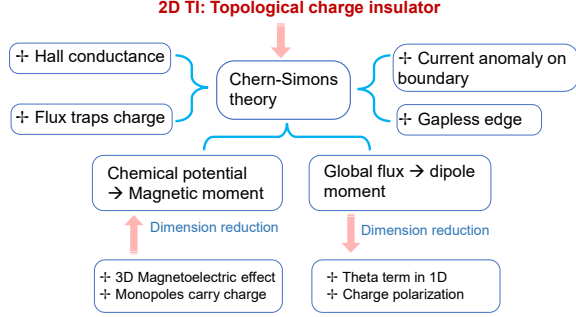 2D TI: Topological charge insulator
✢ Hall conductance
✢ Flux traps charge
Chern-Simons
theory
✢ Current anomaly on
boundary
✢ Gapless edge
Chemical potential
→ Magnetic moment
Global flux → dipole
moment
Dimension reduction
Dimension reduction
✢ 3D Magnetoelectric effect
✢ Monopoles carry charge
✢ Theta term in 1D
✢ Charge polarization